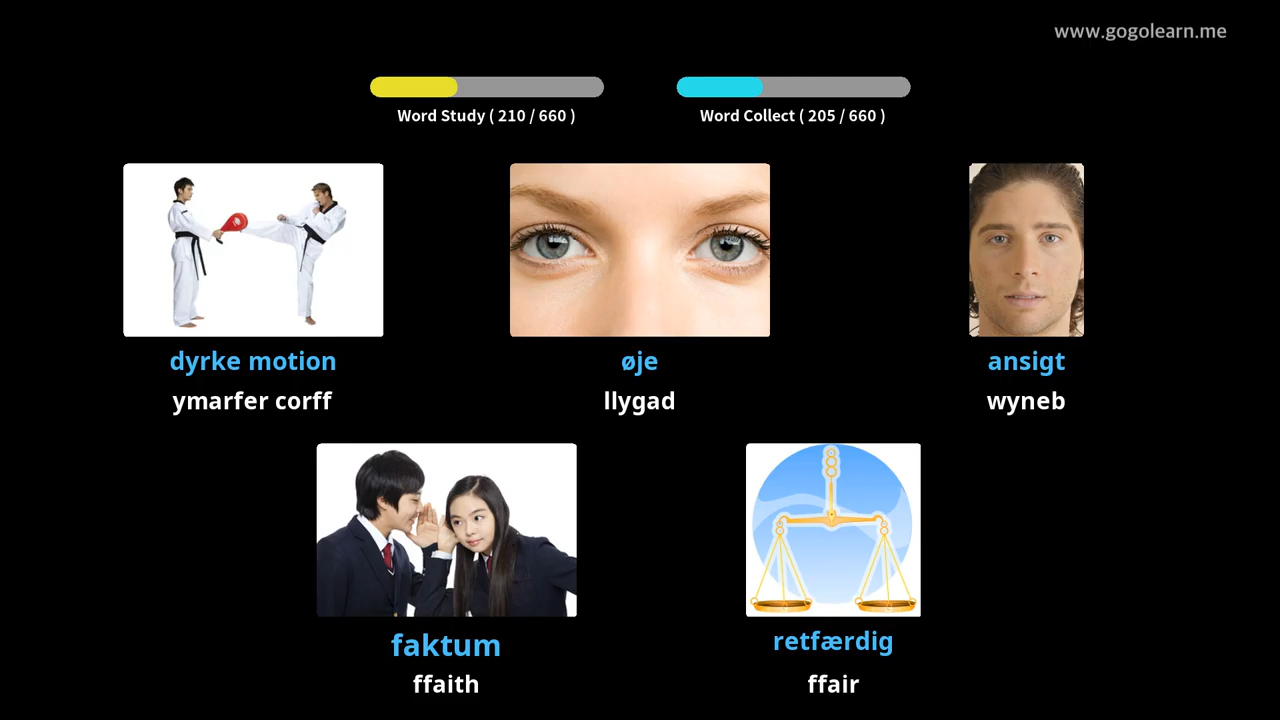 www.gogolearn.me
Word Study ( 210 / 660 )
Word Collect ( 205 / 660 )
dyrke motion
ymarfer corff
øje
llygad
ansigt
wyneb
faktum
ffaith
retfærdig
ffair